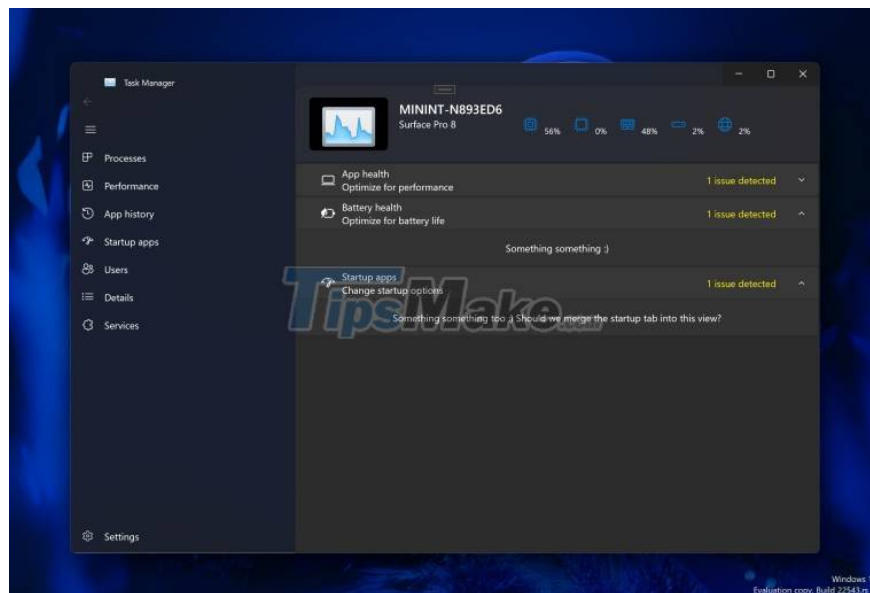 Task Manager
MININT-N893ED6
Surface Pro 8
56%
0%
48%
2%
2%
Processes
Performance
App history
Startup apps
Users
Details
Services
Settings
App health
Optimize for performance
1 issue detected
Battery health
Optimize for battery life
1 issue detected
Something something :)
Startup apps
Change startup options
1 issue detected
Something something too :) Should we merge the startup tab into this view?
TipsMake.com
Windows
Evaluation copy. Build 22543.rs